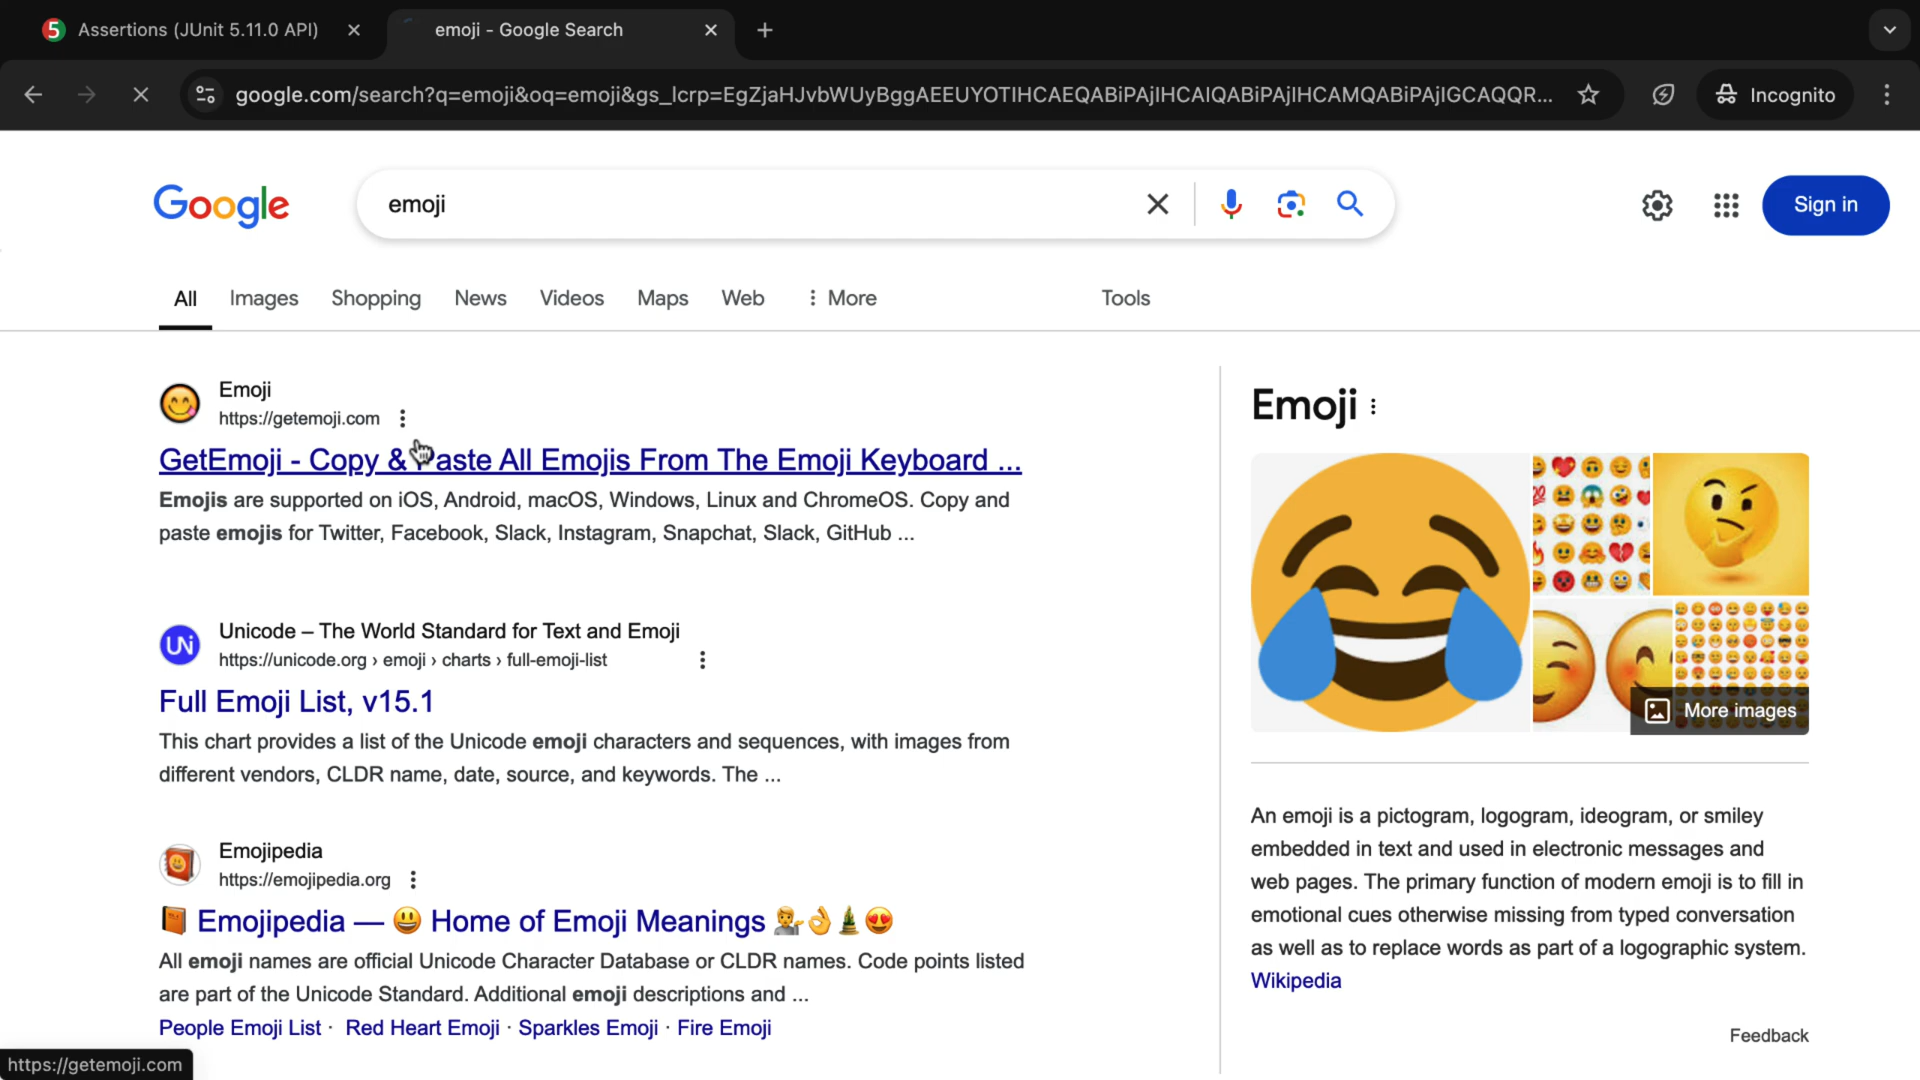 5 Assertions (JUnit 5.11.0 API)
emoji - Google Search
google.com/search?q=emoji&oq=emoji&gs_lcrp=EgZjaHJvbWUyBggAEEUYOTIHCAEQABiPAjIHCAIQABiPAjIHCAMQABiPAjIGCAQQR...
Incognito
Google
emoji
Sign in
All
Images
Shopping
News
Videos
Maps
Web
More
Tools
Emoji
https://getemoji.com
GetEmoji - Copy & Paste All Emojis From The Emoji Keyboard ...
Emojis are supported on iOS, Android, macOS, Windows, Linux and ChromeOS. Copy and
paste emojis for Twitter, Facebook, Slack, Instagram, Snapchat, Slack, GitHub ...
UN
Unicode – The World Standard for Text and Emoji
https://unicode.org › emoji › charts › full-emoji-list
Full Emoji List, v15.1
This chart provides a list of the Unicode emoji characters and sequences, with images from
different vendors, CLDR name, date, source, and keywords. The ...
Emojipedia
https://emojipedia.org
📙 Emojipedia — 😃 Home of Emoji Meanings 💁👌🎍😍
All emoji names are official Unicode Character Database or CLDR names. Code points listed
are part of the Unicode Standard. Additional emoji descriptions and ...
People Emoji List · Red Heart Emoji · Sparkles Emoji · Fire Emoji
Emoji
More images
An emoji is a pictogram, logogram, ideogram, or smiley
embedded in text and used in electronic messages and
web pages. The primary function of modern emoji is to fill in
emotional cues otherwise missing from typed conversation
as well as to replace words as part of a logographic system.
Wikipedia
Feedback
https://getemoji.com